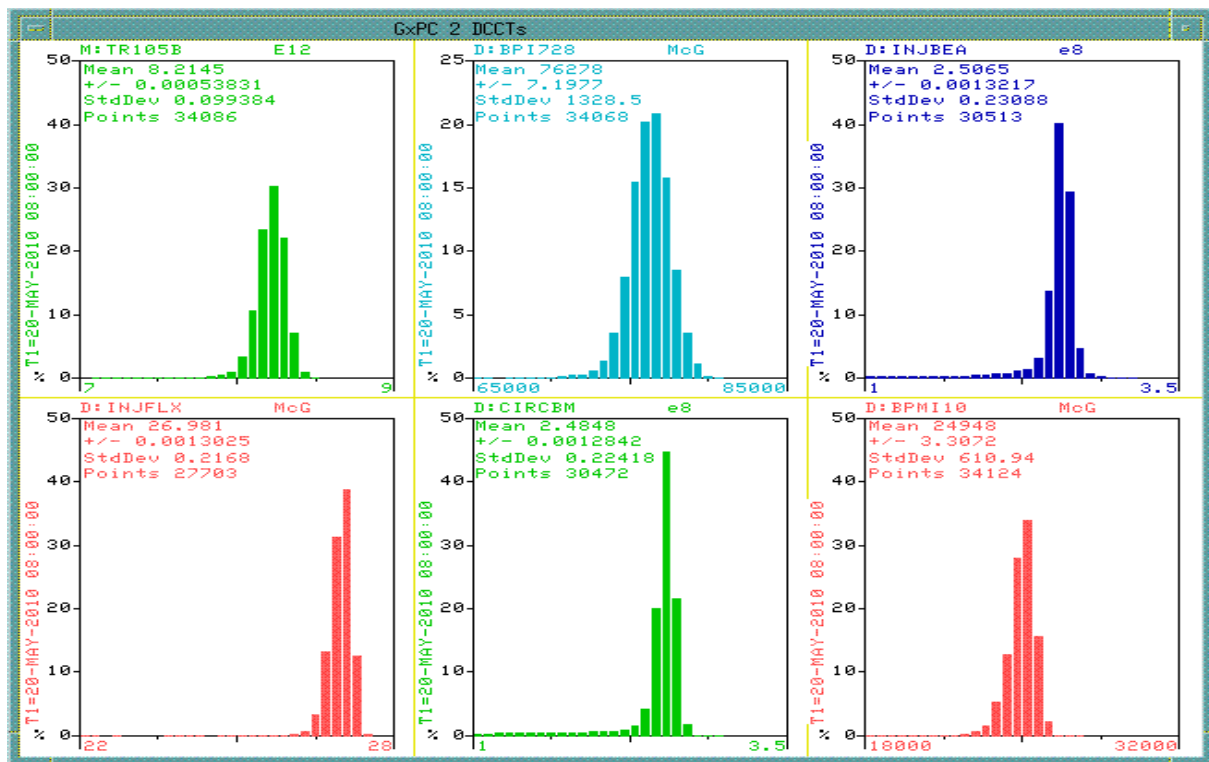 GxPC 2 DCCTs
M:TR105B E12
50
Mean 8.2145
+/- 0.00053831
StdDev 0.099384
Points 34086
40
30
20
10
% 0
7 9
T1=20-MAY-2010 08:00:00
D:BPI728 McG
25
Mean 76278
+/- 7.1977
StdDev 1328.5
Points 34068
20
15
10
5
% 0
65000 85000
T1=20-MAY-2010 08:00:00
D:INJBEA e8
50
Mean 2.5065
+/- 0.0013217
StdDev 0.23088
Points 30513
40
30
20
10
% 0
1 3.5
T1=20-MAY-2010 08:00:00
D:INJFLX McG
50
Mean 26.981
+/- 0.0013025
StdDev 0.2168
Points 27703
40
30
20
10
% 0
22 28
T1=20-MAY-2010 08:00:00
D:CIRCBM e8
50
Mean 2.4848
+/- 0.0012842
StdDev 0.22418
Points 30472
40
30
20
10
% 0
1 3.5
T1=20-MAY-2010 08:00:00
D:BPMI10 McG
50
Mean 24948
+/- 3.3072
StdDev 610.94
Points 34124
40
30
20
10
% 0
18000 32000
T1=20-MAY-2010 08:00:00